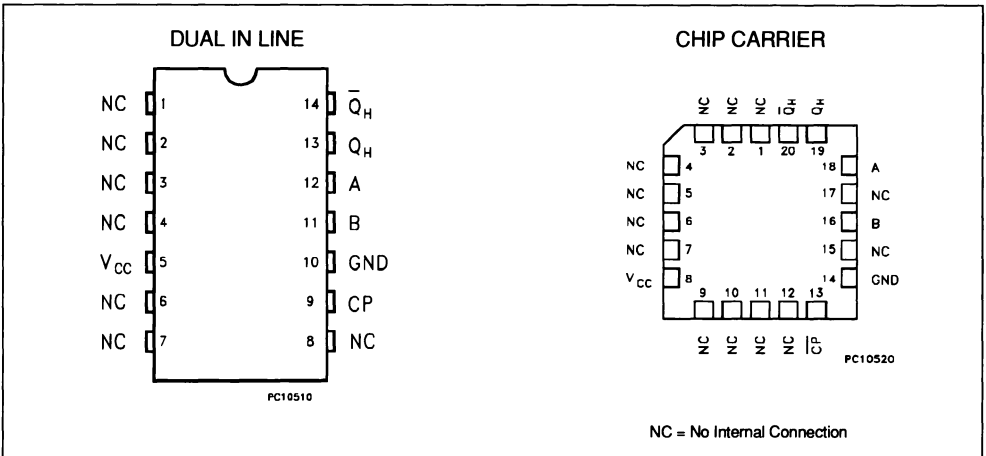 DUAL IN LINE
NC 1 14 Q̅H
NC 2 13 QH
NC 3 12 A
NC 4 11 B
VCC 5 10 GND
NC 6 9 CP
NC 7 8 NC
PC10510
CHIP CARRIER
NC NC NC Q̅H QH
3 2 1 20 19
NC 4 18 A
NC 5 17 NC
NC 6 16 B
NC 7 15 NC
VCC 8 14 GND
9 10 11 12 13
NC NC NC NC C̅P̅
PC10520
NC = No Internal Connection